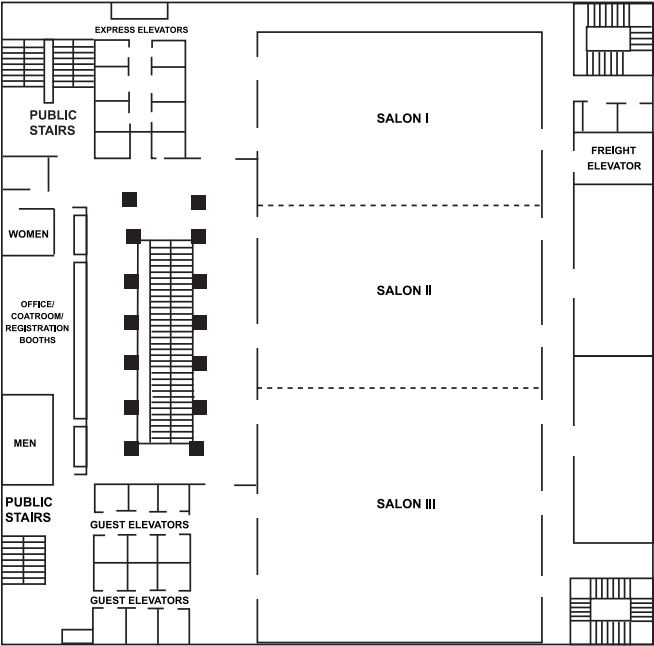 EXPRESS ELEVATORS
PUBLIC
STAIRS
SALON I
FREIGHT
ELEVATOR
WOMEN
SALON II
OFFICE/
COATROOM/
REGISTRATION
BOOTHS
MEN
PUBLIC
STAIRS
SALON III
GUEST ELEVATORS
GUEST ELEVATORS